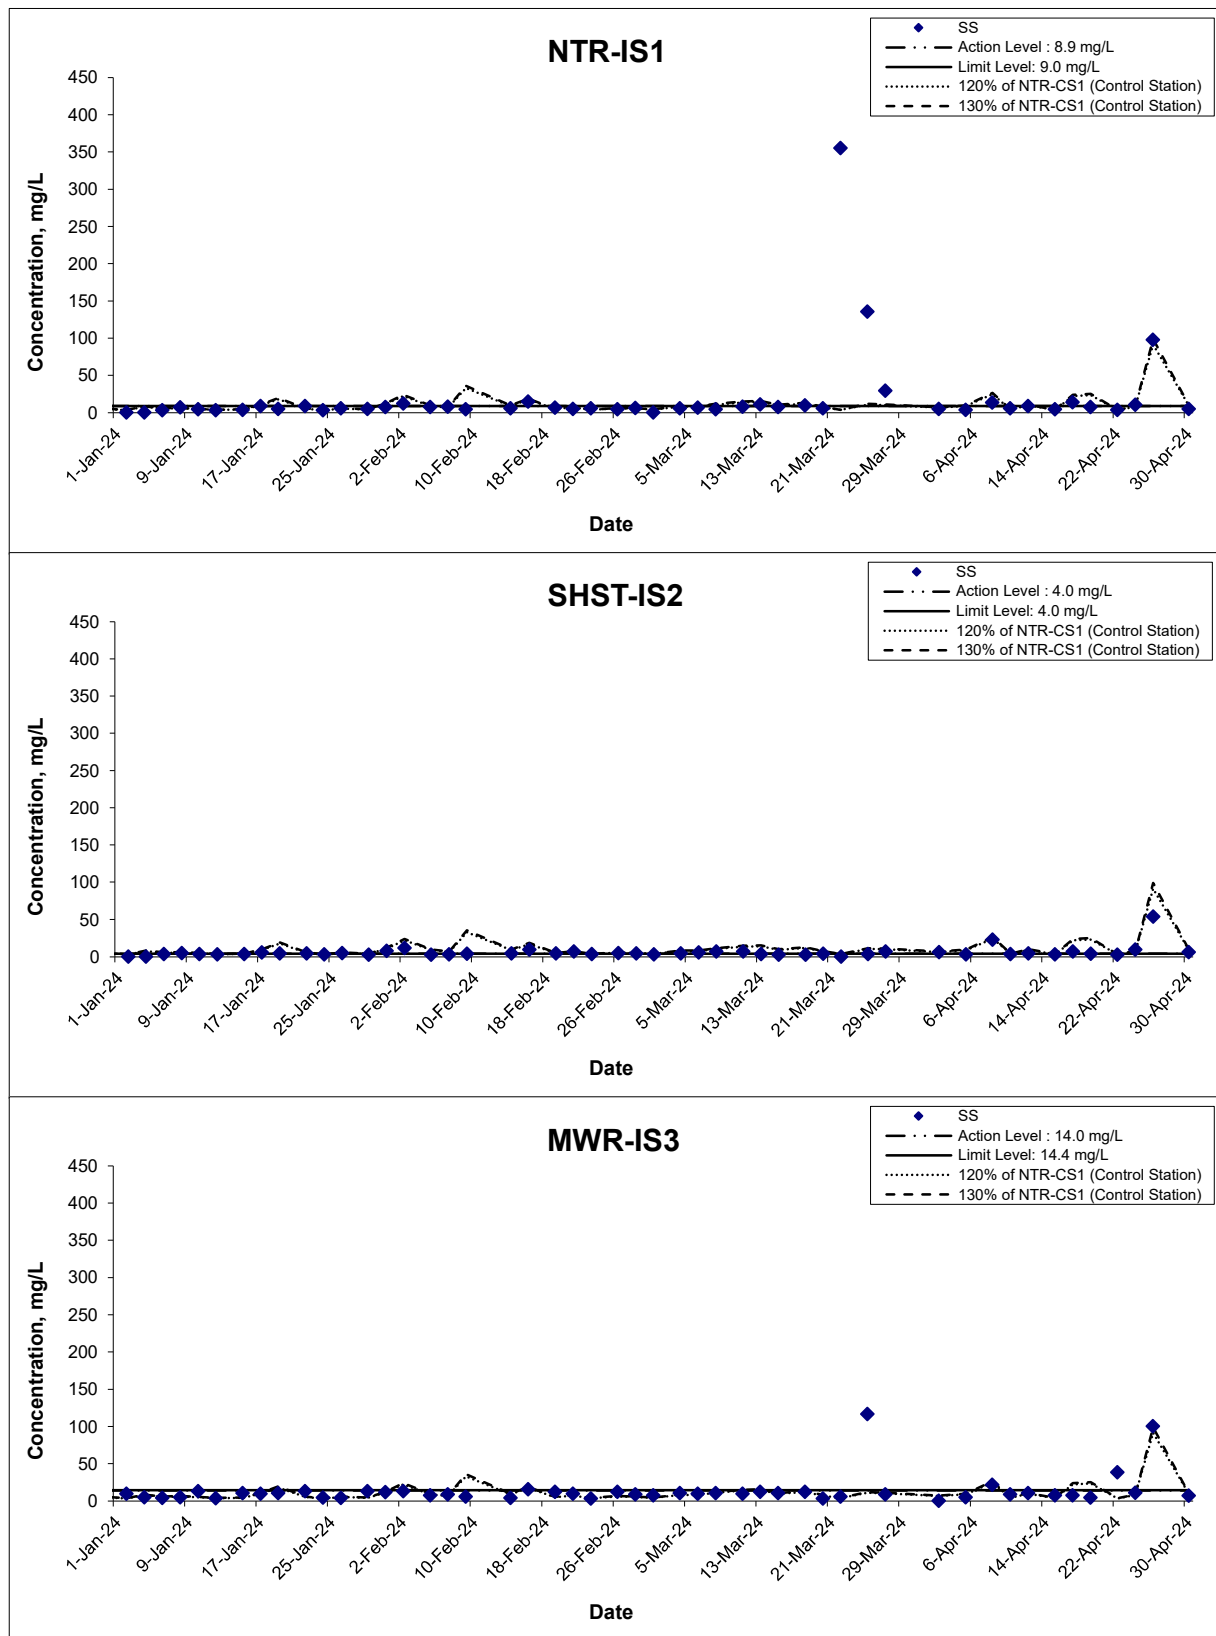 NTR-IS1
SS
Action Level : 8.9 mg/L
Limit Level: 9.0 mg/L
120% of NTR-CS1 (Control Station)
130% of NTR-CS1 (Control Station)
Concentration, mg/L
450
400
350
300
250
200
150
100
50
0
1-Jan-24
9-Jan-24
17-Jan-24
25-Jan-24
2-Feb-24
10-Feb-24
18-Feb-24
26-Feb-24
5-Mar-24
13-Mar-24
21-Mar-24
29-Mar-24
6-Apr-24
14-Apr-24
22-Apr-24
30-Apr-24
Date
SHST-IS2
SS
Action Level : 4.0 mg/L
Limit Level: 4.0 mg/L
120% of NTR-CS1 (Control Station)
130% of NTR-CS1 (Control Station)
Concentration, mg/L
450
400
350
300
250
200
150
100
50
0
1-Jan-24
9-Jan-24
17-Jan-24
25-Jan-24
2-Feb-24
10-Feb-24
18-Feb-24
26-Feb-24
5-Mar-24
13-Mar-24
21-Mar-24
29-Mar-24
6-Apr-24
14-Apr-24
22-Apr-24
30-Apr-24
Date
MWR-IS3
SS
Action Level : 14.0 mg/L
Limit Level: 14.4 mg/L
120% of NTR-CS1 (Control Station)
130% of NTR-CS1 (Control Station)
Concentration, mg/L
450
400
350
300
250
200
150
100
50
0
1-Jan-24
9-Jan-24
17-Jan-24
25-Jan-24
2-Feb-24
10-Feb-24
18-Feb-24
26-Feb-24
5-Mar-24
13-Mar-24
21-Mar-24
29-Mar-24
6-Apr-24
14-Apr-24
22-Apr-24
30-Apr-24
Date